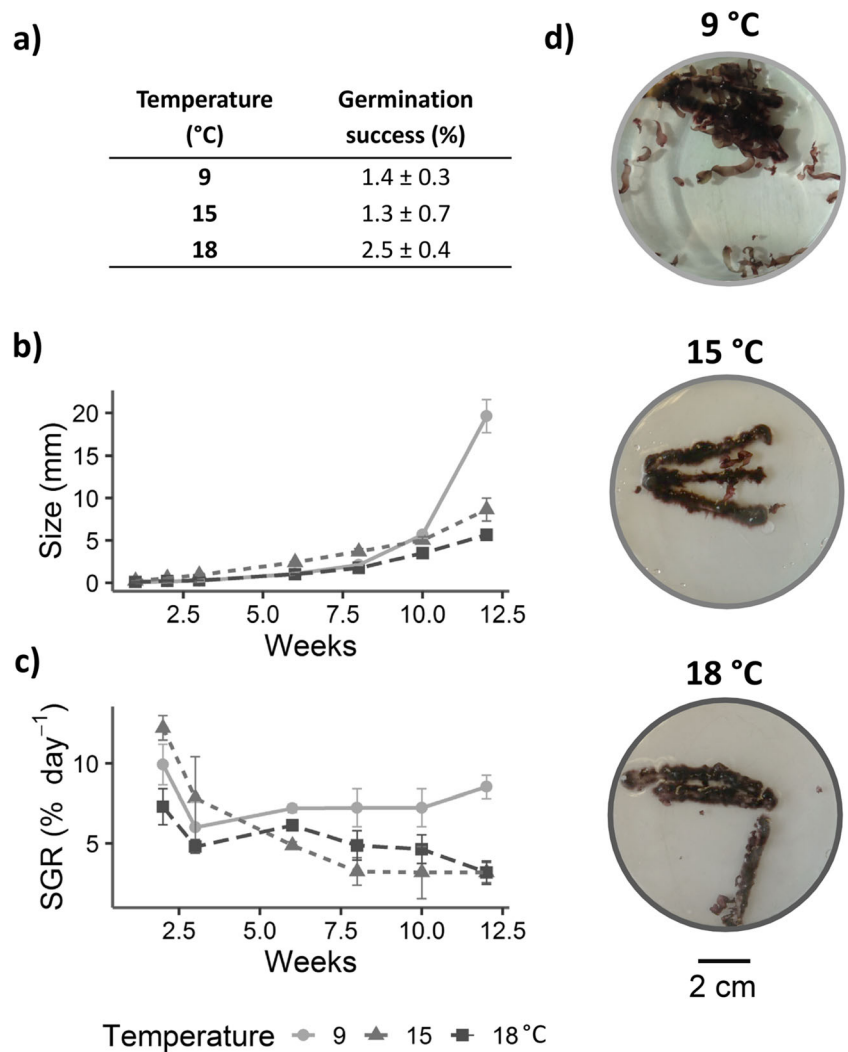 a)
Temperature
(°C)
Germination
success (%)
9 1.4 ± 0.3
15 1.3 ± 0.7
18 2.5 ± 0.4
b)
Size (mm)
20
15
10
5
0
2.5 5.0 7.5 10.0 12.5
Weeks
c)
SGR (% day⁻¹)
10
5
2.5 5.0 7.5 10.0 12.5
Weeks
Temperature 9 15 18 °C
d)
9 °C
15 °C
18 °C
2 cm